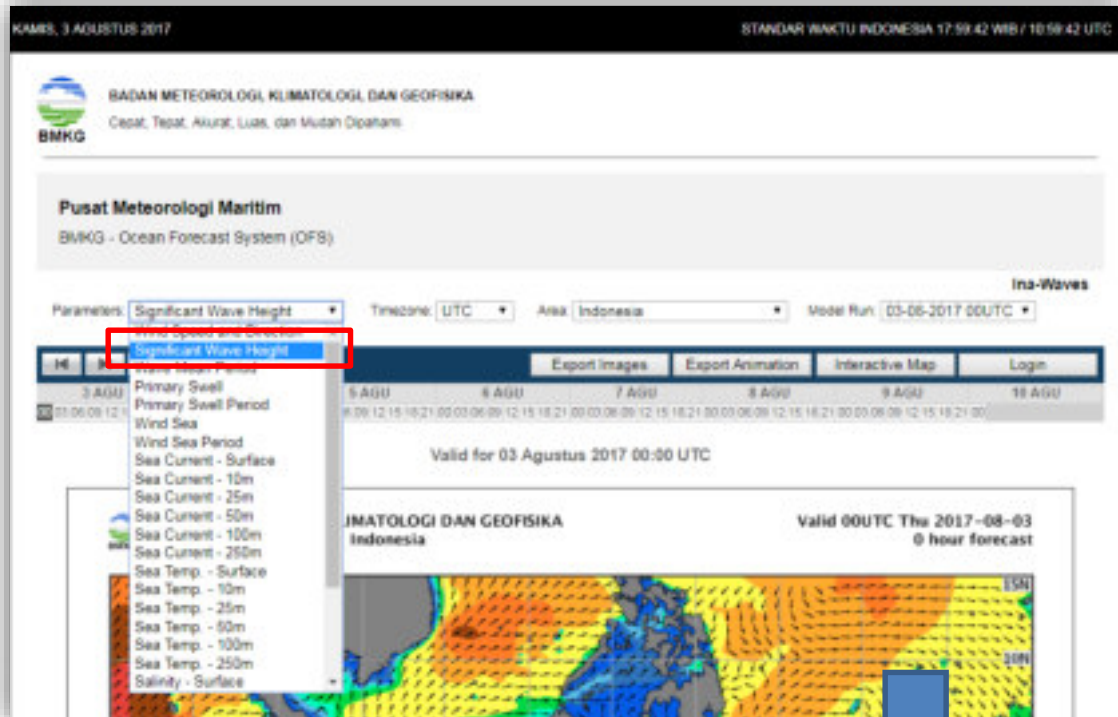 KAMIS, 3 AGUSTUS 2017 STANDAR WAKTU INDONESIA 17:59:42 WIB / 10:59:42 UTC
BADAN METEOROLOGI, KLIMATOLOGI, DAN GEOFISIKA
Cepat, Tepat, Akurat, Luas, dan Mudah Dipahami
BMKG
Pusat Meteorologi Maritim
BMKG - Ocean Forecast System (OFS)
Ina-Waves
Parameters: Significant Wave Height Timezone: UTC Area: Indonesia Model Run: 03-08-2017 00UTC
Wind Speed and Direction
Significant Wave Height
Wave Mean Period
Primary Swell
Primary Swell Period
Wind Sea
Wind Sea Period
Sea Current - Surface
Sea Current - 10m
Sea Current - 25m
Sea Current - 50m
Sea Current - 100m
Sea Current - 250m
Sea Temp. - Surface
Sea Temp. - 10m
Sea Temp. - 25m
Sea Temp. - 50m
Sea Temp. - 100m
Sea Temp. - 250m
Salinity - Surface
Export Images Export Animation Interactive Map Login
3 AGU 5 AGU 6 AGU 7 AGU 8 AGU 9 AGU 10 AGU
Valid for 03 Agustus 2017 00:00 UTC
IMATOLOGI DAN GEOFISIKA Valid 00UTC Thu 2017-08-03
Indonesia 0 hour forecast
15N
10N